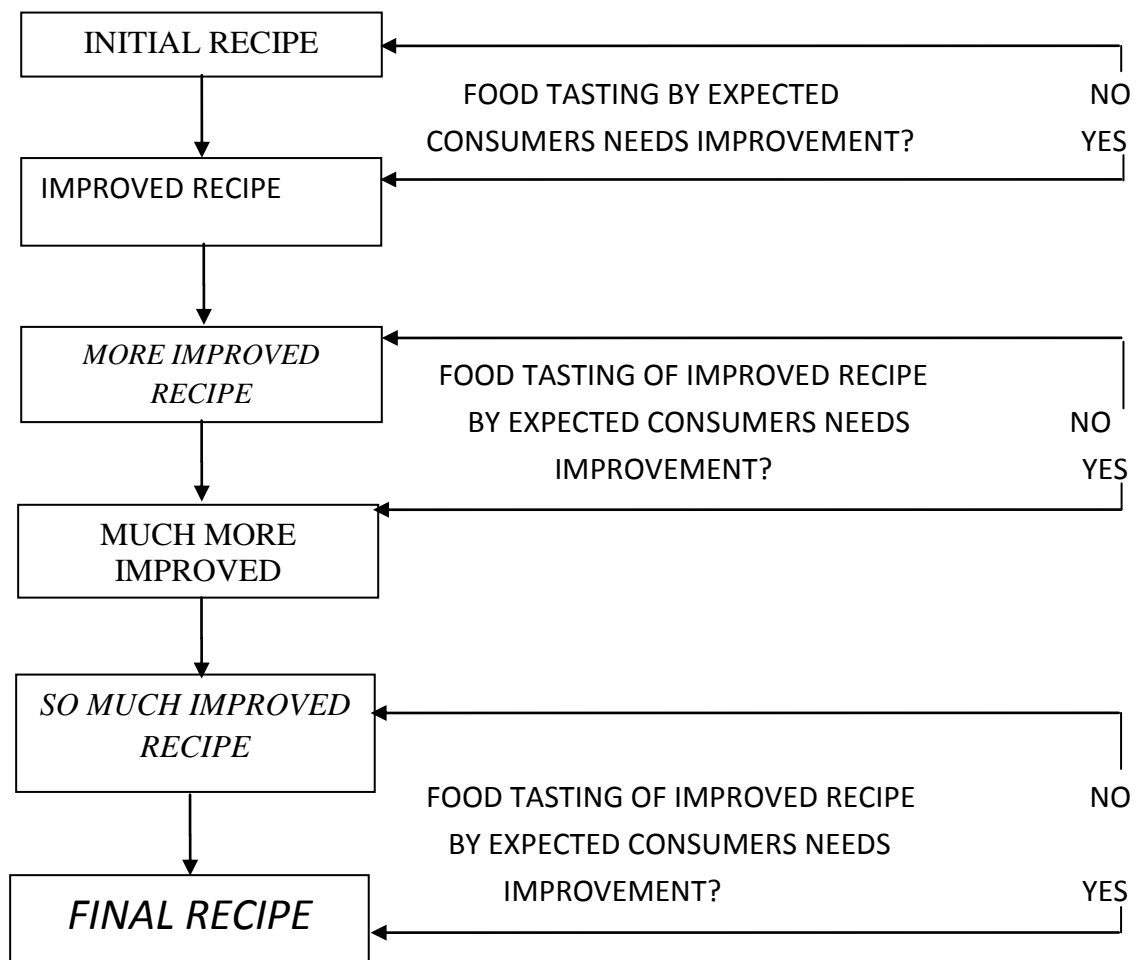 INITIAL RECIPE
FOOD TASTING BY EXPECTED NO
CONSUMERS NEEDS IMPROVEMENT? YES
IMPROVED RECIPE
MORE IMPROVED
RECIPE
FOOD TASTING OF IMPROVED RECIPE
BY EXPECTED CONSUMERS NEEDS NO
IMPROVEMENT? YES
MUCH MORE
IMPROVED
SO MUCH IMPROVED
RECIPE
FOOD TASTING OF IMPROVED RECIPE NO
BY EXPECTED CONSUMERS NEEDS
IMPROVEMENT? YES
FINAL RECIPE